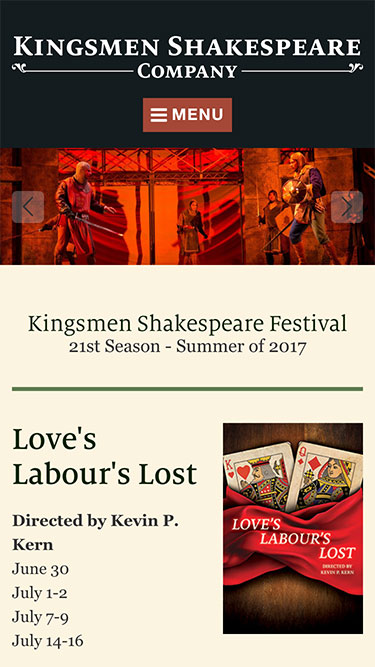 KINGSMEN SHAKESPEARE
COMPANY
MENU
Kingsmen Shakespeare Festival
21st Season - Summer of 2017
Love's
Labour's Lost
Directed by Kevin P.
Kern
June 30
July 1-2
July 7-9
July 14-16
K
Q
LOVE'S
LABOUR'S
LOST
DIRECTED BY
KEVIN P. KERN